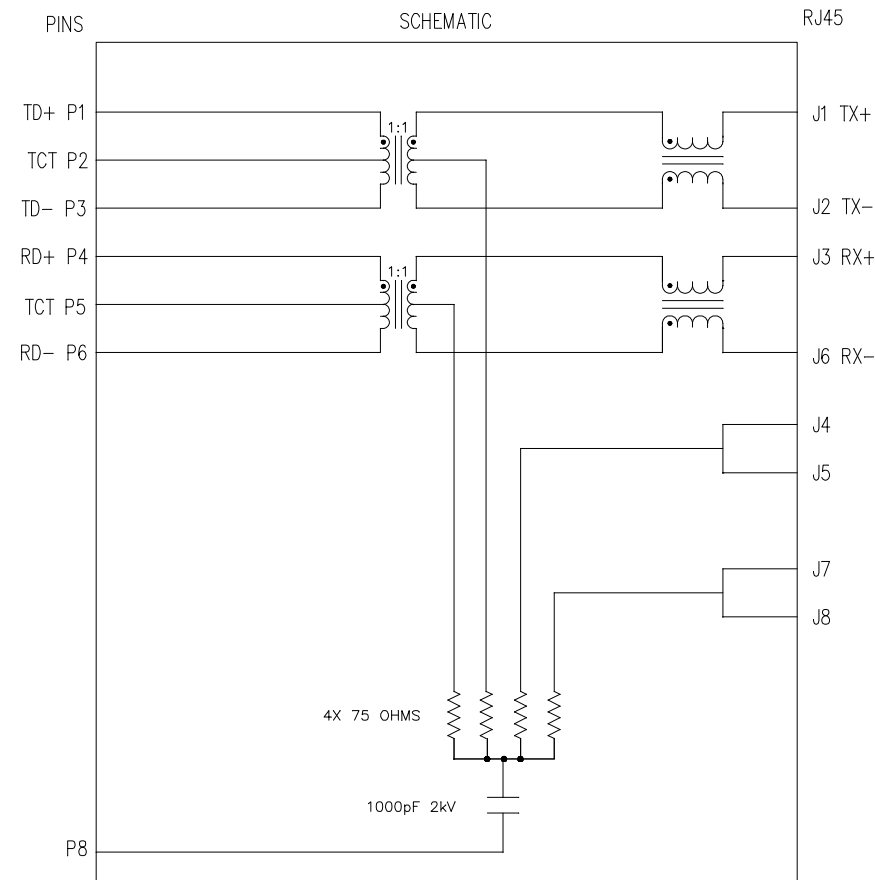 PINS
SCHEMATIC
RJ45
TD+ P1
1:1
J1 TX+
TCT P2
TD- P3
J2 TX-
RD+ P4
1:1
J3 RX+
TCT P5
RD- P6
J6 RX-
J4
J5
J7
J8
4X 75 OHMS
1000pF 2kV
P8